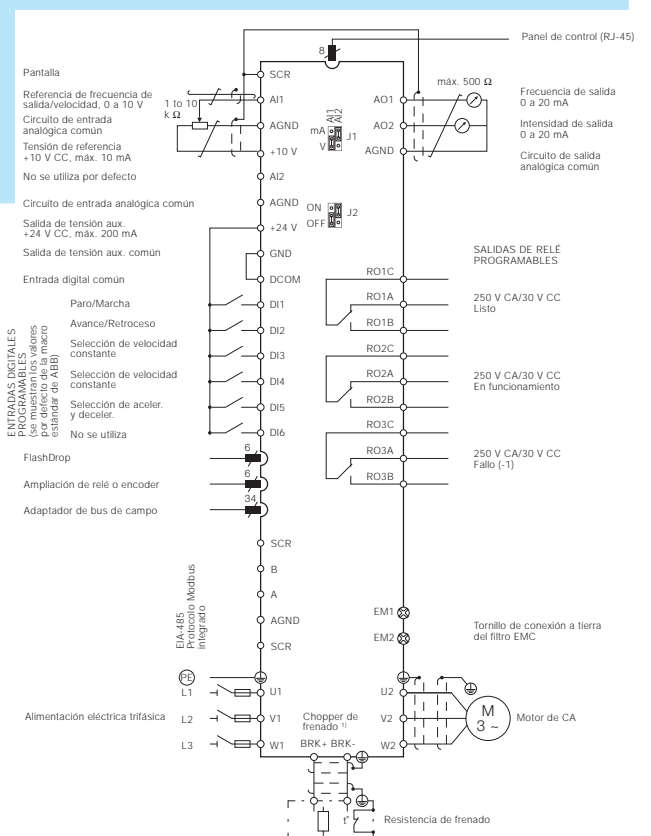 Panel de control (RJ-45)
8
Pantalla
SCR
máx. 500 Ω
Referencia de frecuencia de
salida/velocidad, 0 a 10 V
1 to 10
k Ω
AI1
AO1
Frecuencia de salida
0 a 20 mA
Circuito de entrada
analógica común
AGND
AI1
AI2
mA
V
J1
AO2
Intensidad de salida
0 a 20 mA
Tensión de referencia
+10 V CC, máx. 10 mA
+10 V
AGND
Circuito de salida
analógica común
No se utiliza por defecto
AI2
Circuito de entrada analógica común
AGND
ON
OFF
J2
Salida de tensión aux.
+24 V CC, máx. 200 mA
+24 V
Salida de tensión aux. común
GND
SALIDAS DE RELÉ
PROGRAMABLES
Entrada digital común
DCOM
RO1C
ENTRADAS DIGITALES
PROGRAMABLES
(se muestran los valores
por defecto de la macro
estándar de ABB)
Paro/Marcha
DI1
RO1A
250 V CA/30 V CC
Listo
Avance/Retroceso
DI2
RO1B
Selección de velocidad
constante
DI3
RO2C
Selección de velocidad
constante
DI4
RO2A
250 V CA/30 V CC
En funcionamiento
Selección de aceler.
y deceler.
DI5
RO2B
No se utiliza
DI6
RO3C
FlashDrop
6
RO3A
250 V CA/30 V CC
Fallo (-1)
Ampliación de relé o encoder
6
RO3B
Adaptador de bus de campo
34
EIA-485
Protocolo Modbus
integrado
SCR
B
A
AGND
SCR
EM1
EM2
Tornillo de conexión a tierra
del filtro EMC
PE
L1
U1
U2
Alimentación eléctrica trifásica
L2
V1
Chopper de
frenado 1)
V2
M
3 ~
Motor de CA
L3
W1
BRK+ BRK-
W2
t°
Resistencia de frenado